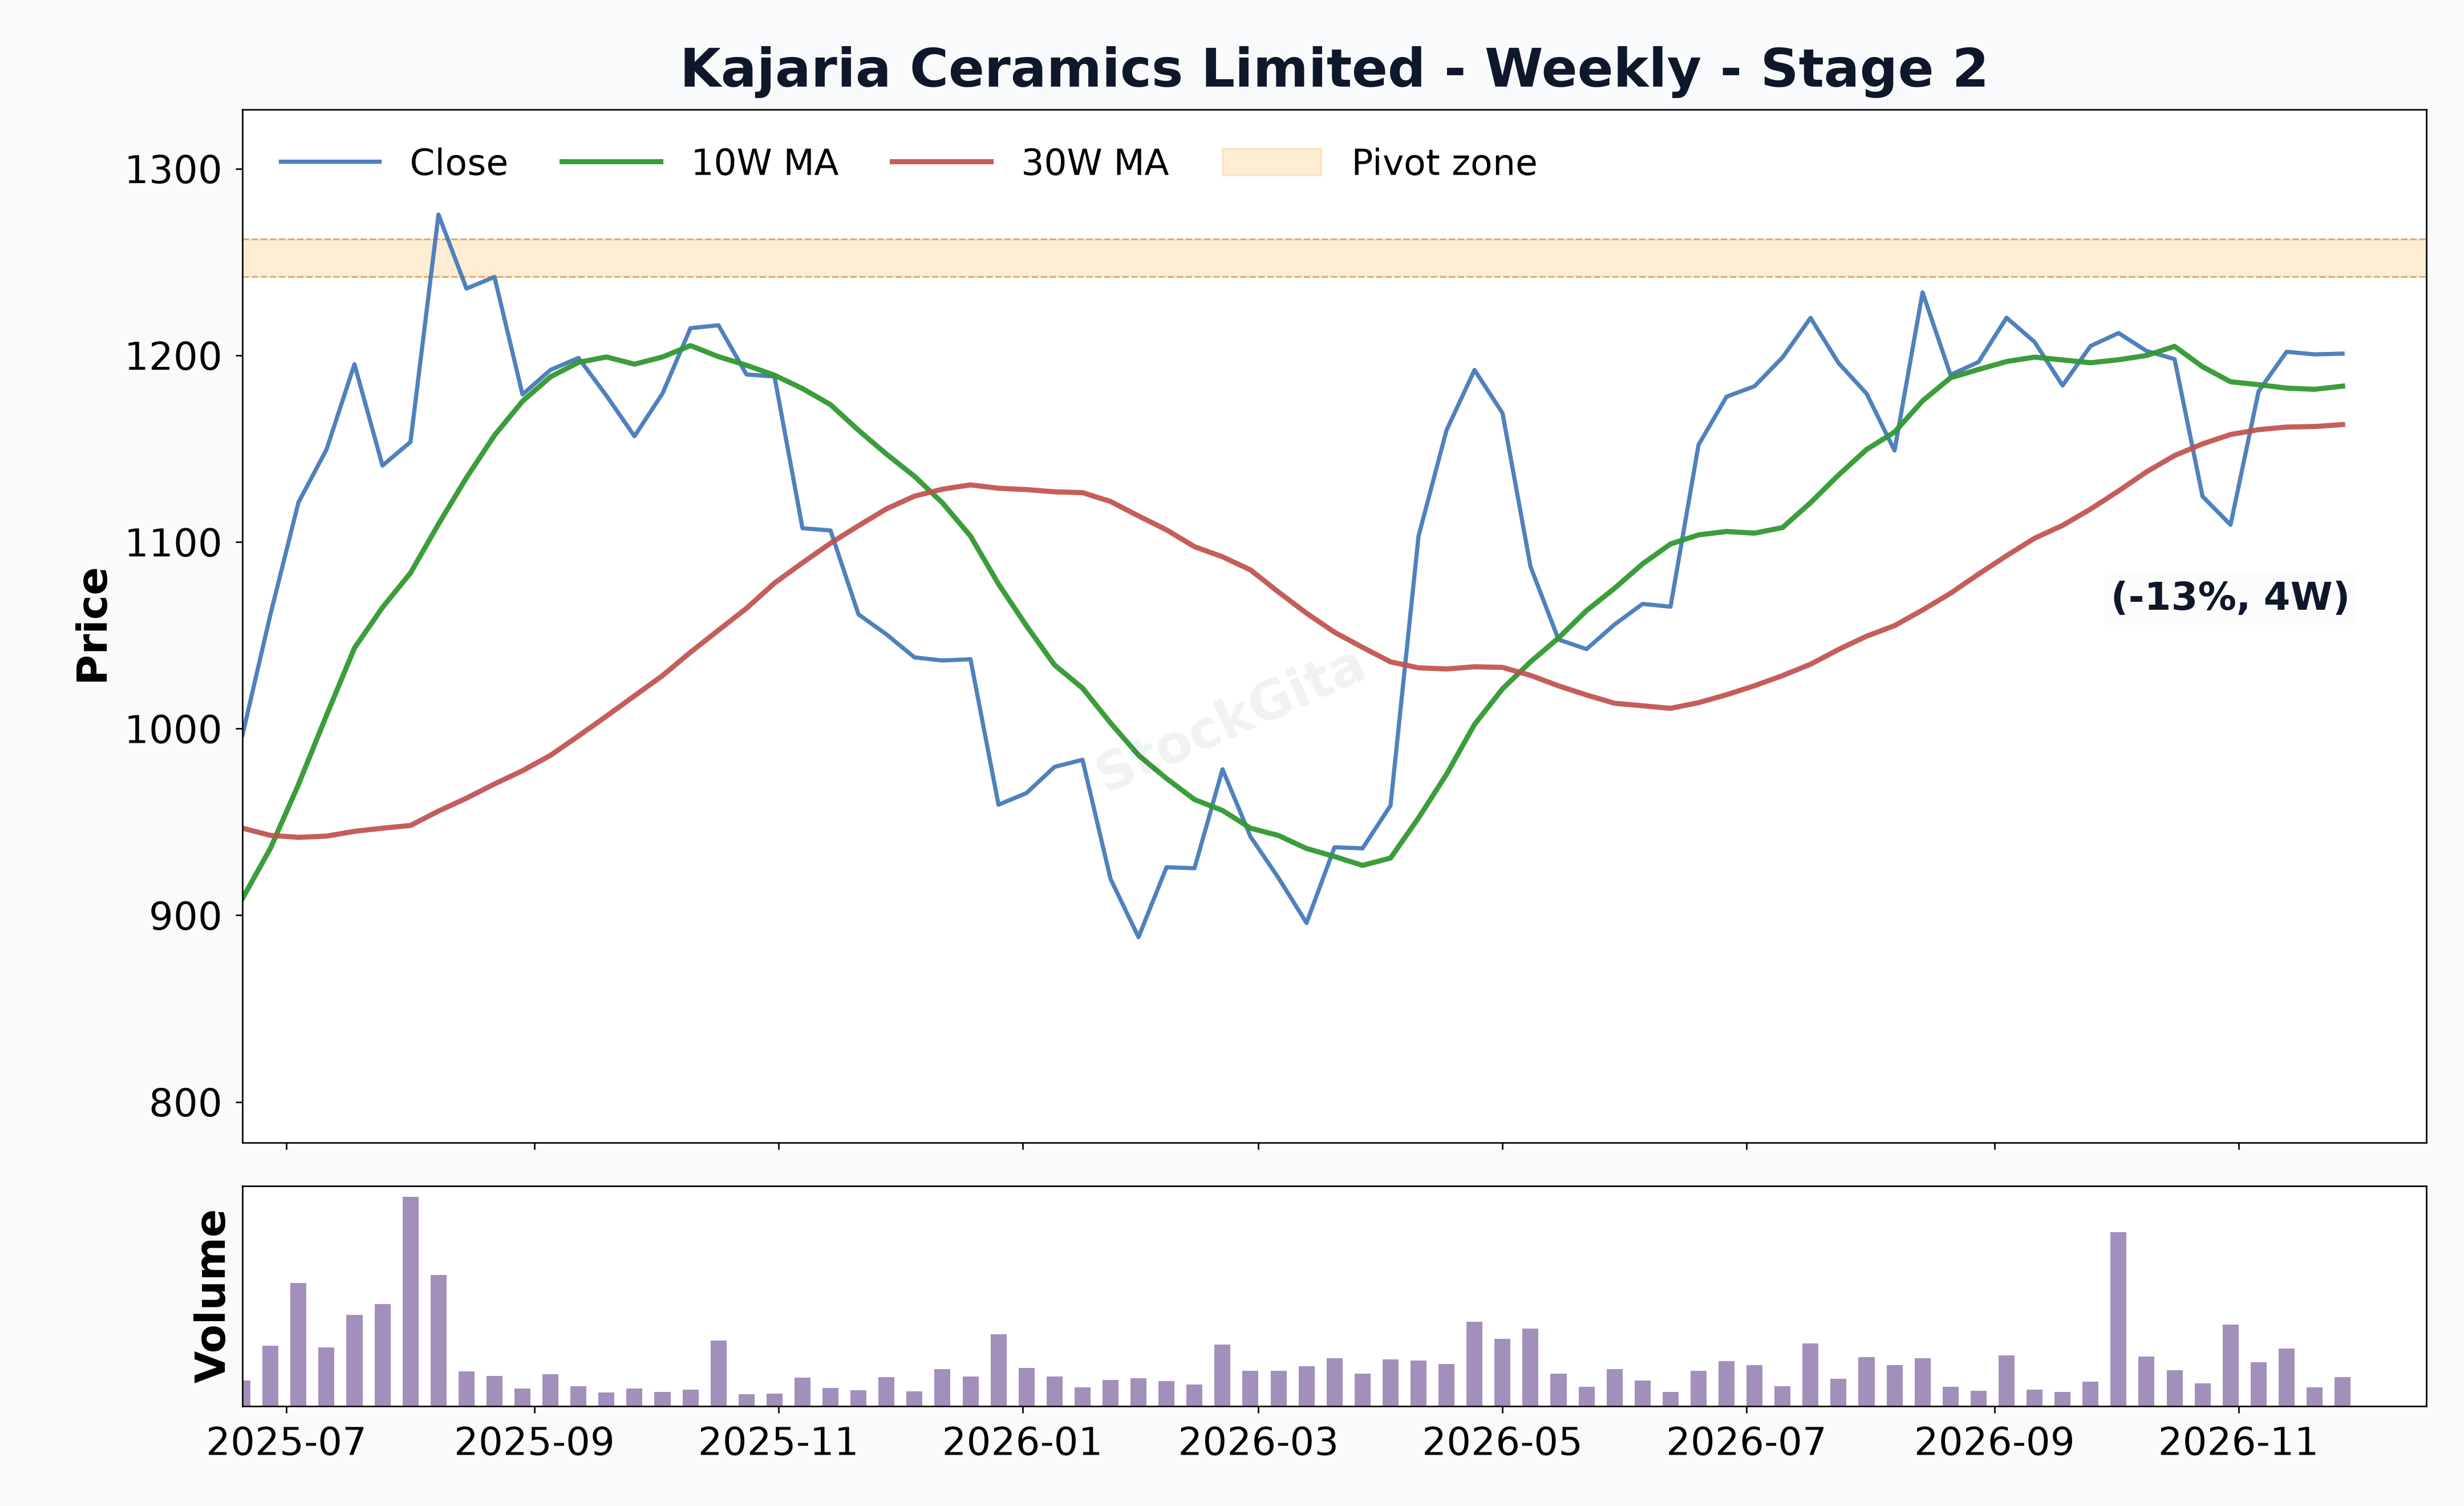 Kajaria Ceramics Limited - Weekly - Stage 2
Close 10W MA 30W MA Pivot zone
Price
1300
1200
1100
1000
900
800
(-13%, 4W)
StockGita
Volume
2025-07 2025-09 2025-11 2026-01 2026-03 2026-05 2026-07 2026-09 2026-11